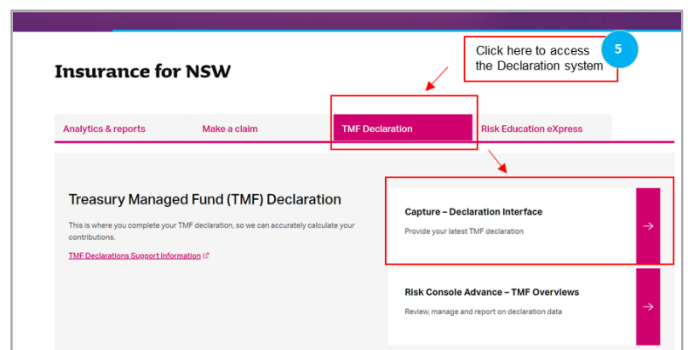 Click here to access
the Declaration system
5
Insurance for NSW
Analytics & reports
Make a claim
TMF Declaration
Risk Education eXpress
Treasury Managed Fund (TMF) Declaration
This is where you complete your TMF declaration, so we can accurately calculate your
contributions.
TMF Declarations Support Information
Capture – Declaration Interface
Provide your latest TMF declaration
Risk Console Advance – TMF Overviews
Review, manage and report on declaration data